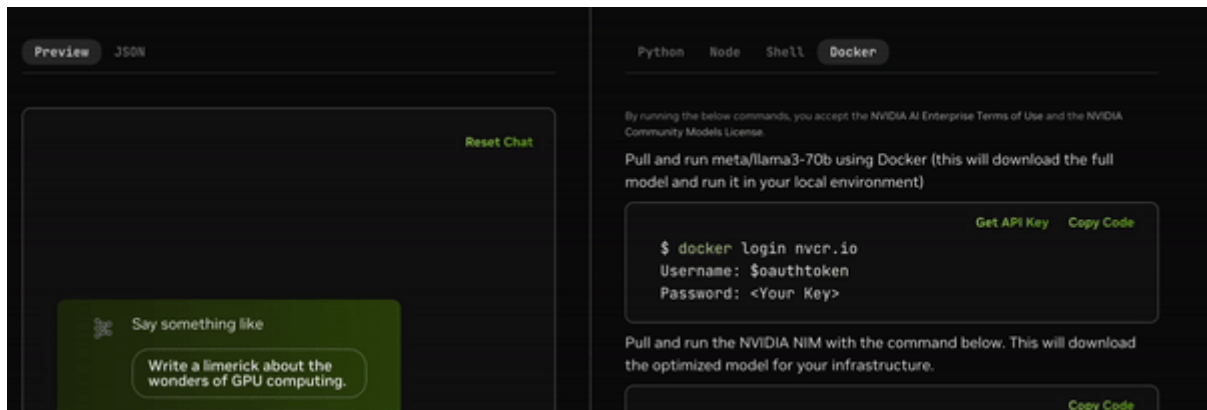 Preview JSON
Reset Chat
Say something like
Write a limerick about the
wonders of GPU computing.
Python Node Shell Docker
By running the below commands, you accept the NVIDIA AI Enterprise Terms of Use and the NVIDIA
Community Models License.
Pull and run meta/llama3-70b using Docker (this will download the full
model and run it in your local environment)
Get API Key Copy Code
$ docker login nvcr.io
Username: $oauthtoken
Password: <Your Key>
Pull and run the NVIDIA NIM with the command below. This will download
the optimized model for your infrastructure.
Copy Code